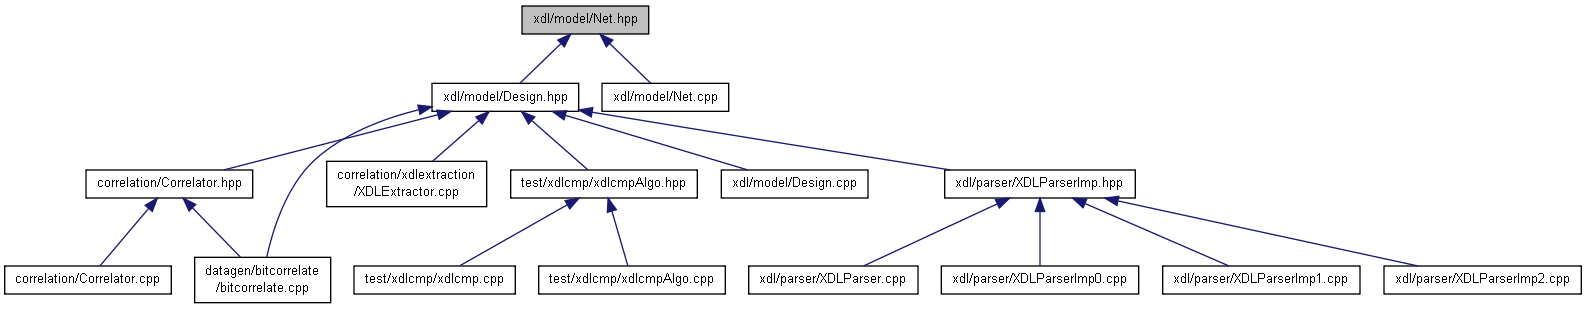 xdl/model/Net.hpp
xdl/model/Design.hpp
xdl/model/Net.cpp
correlation/Correlator.hpp
correlation/xdlextraction
/XDLExtractor.cpp
test/xdlcmp/xdlcmpAlgo.hpp
xdl/model/Design.cpp
xdl/parser/XDLParserImp.hpp
correlation/Correlator.cpp
datagen/bitcorrelate
/bitcorrelate.cpp
test/xdlcmp/xdlcmp.cpp
test/xdlcmp/xdlcmpAlgo.cpp
xdl/parser/XDLParser.cpp
xdl/parser/XDLParserImp0.cpp
xdl/parser/XDLParserImp1.cpp
xdl/parser/XDLParserImp2.cpp